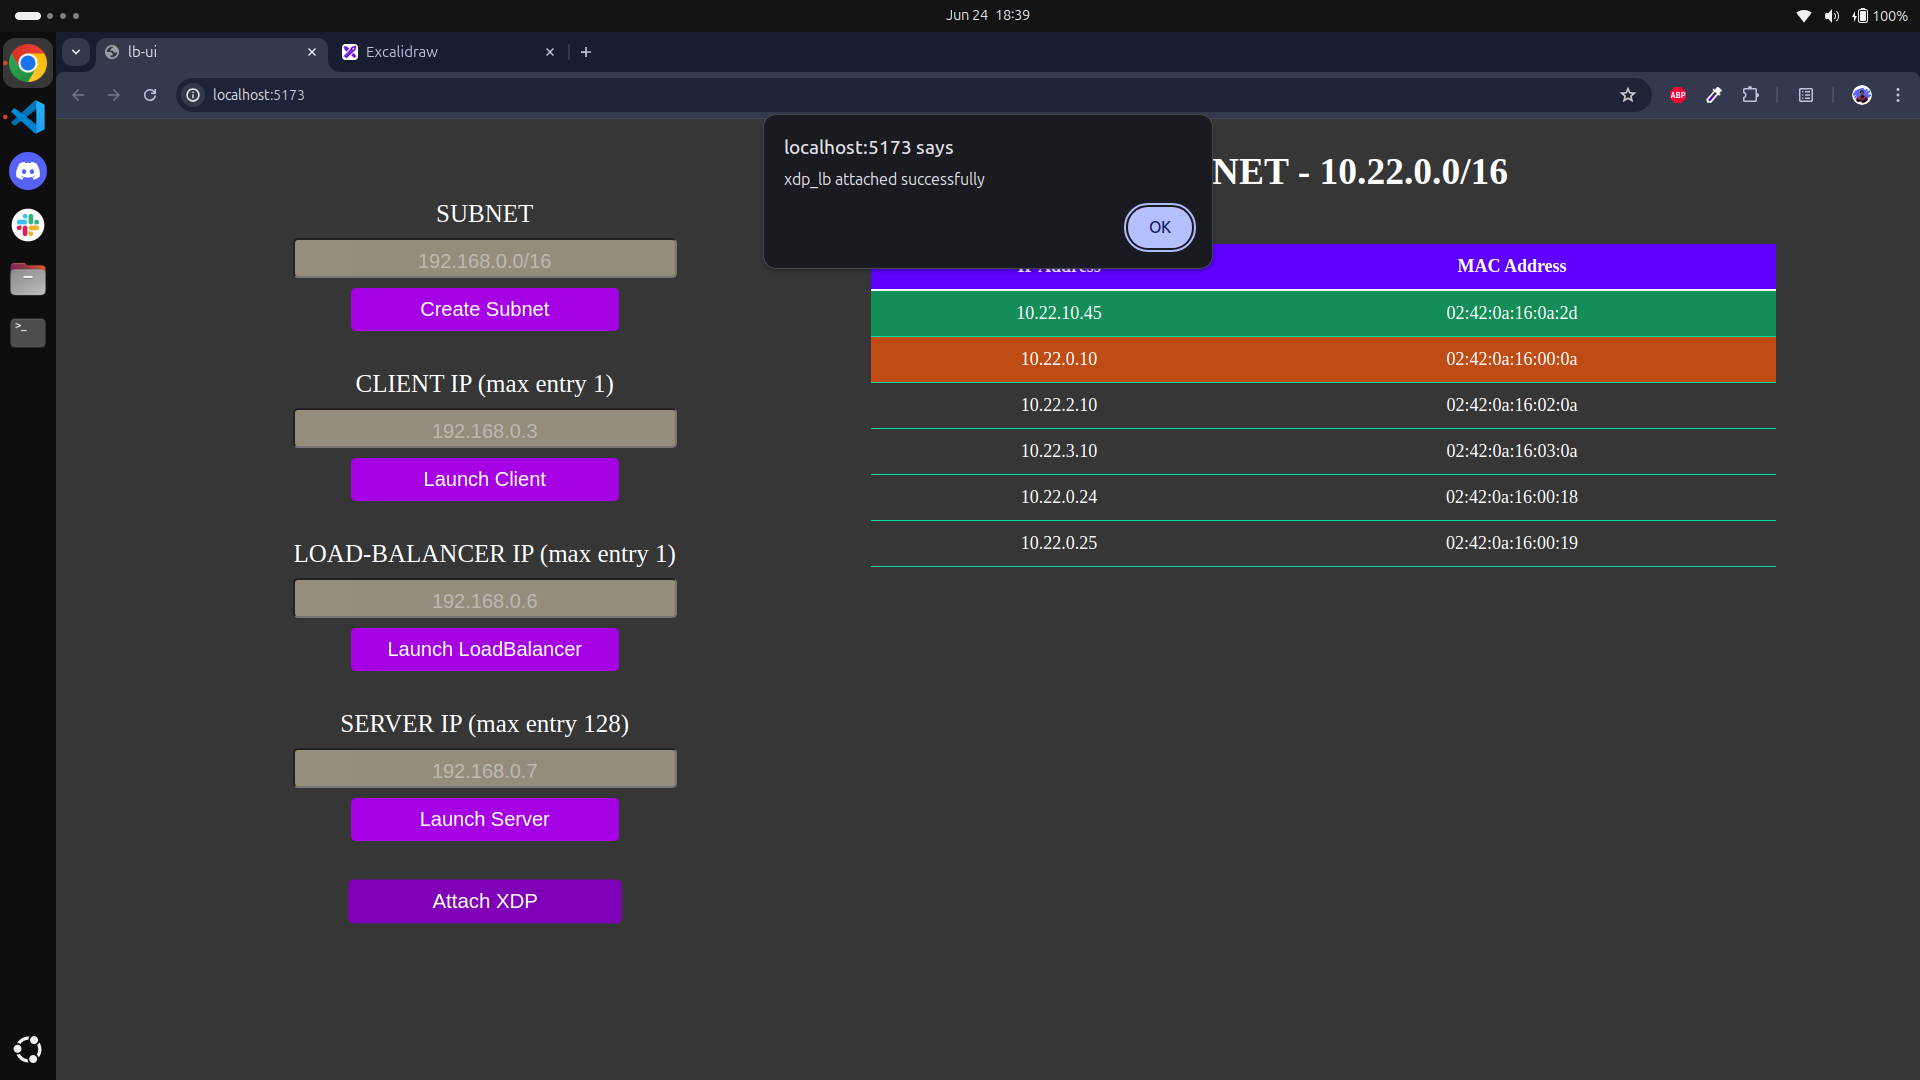 Jun 24 18:39
100%
lb-ui
Excalidraw
localhost:5173
ABP
localhost:5173 says
xdp_lb attached successfully
OK
NET - 10.22.0.0/16
SUBNET
192.168.0.0/16
Create Subnet
CLIENT IP (max entry 1)
192.168.0.3
Launch Client
LOAD-BALANCER IP (max entry 1)
192.168.0.6
Launch LoadBalancer
SERVER IP (max entry 128)
192.168.0.7
Launch Server
Attach XDP
IP Address MAC Address
10.22.10.45 02:42:0a:16:0a:2d
10.22.0.10 02:42:0a:16:00:0a
10.22.2.10 02:42:0a:16:02:0a
10.22.3.10 02:42:0a:16:03:0a
10.22.0.24 02:42:0a:16:00:18
10.22.0.25 02:42:0a:16:00:19